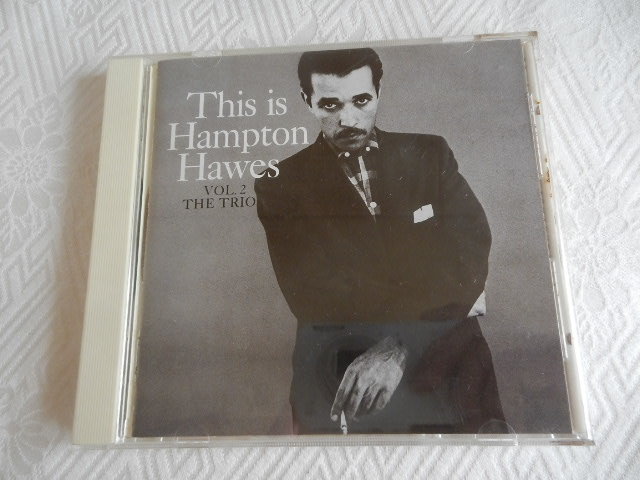 This is
Hampton
Hawes
VOL. 2
THE TRIO